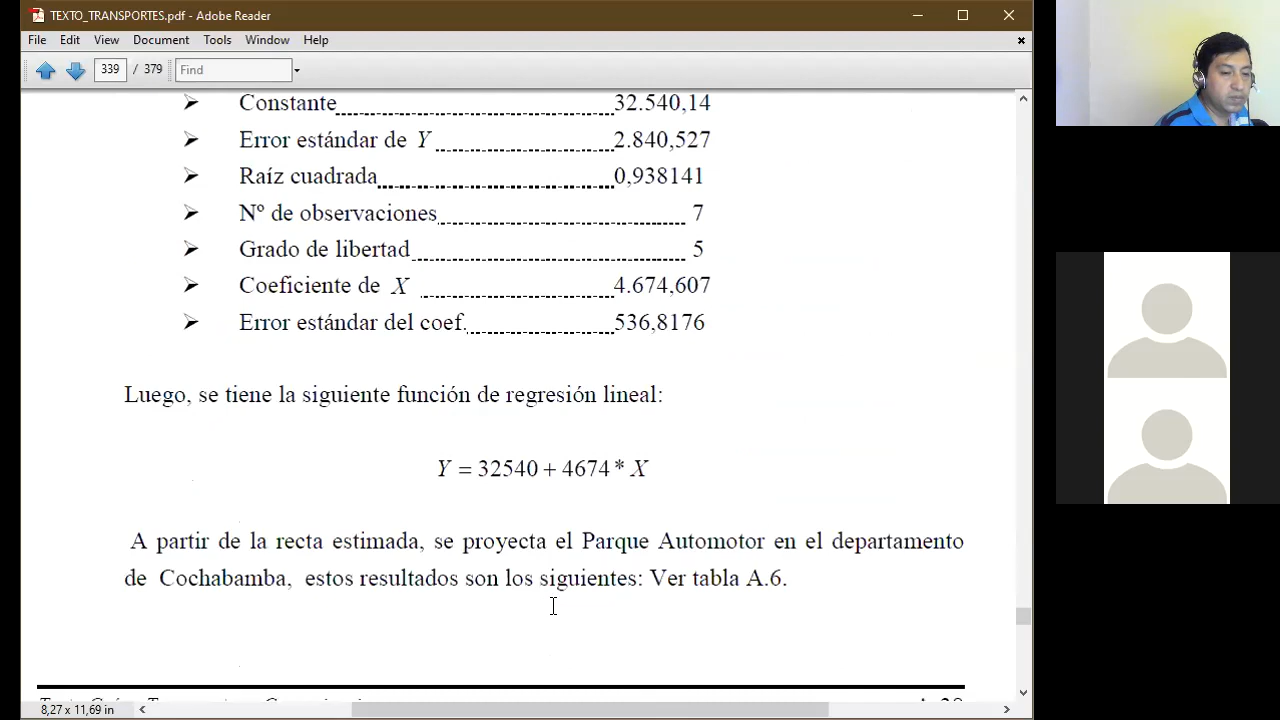 TEXTO_TRANSPORTES.pdf - Adobe Reader
File Edit View Document Tools Window Help
339 / 379 Find
➢ Constante 32.540,14
➢ Error estándar de Y 2.840,527
➢ Raíz cuadrada 0,938141
➢ Nº de observaciones 7
➢ Grado de libertad 5
➢ Coeficiente de X 4.674,607
➢ Error estándar del coef. 536,8176
Luego, se tiene la siguiente función de regresión lineal:
Y = 32540 + 4674 * X
A partir de la recta estimada, se proyecta el Parque Automotor en el departamento
de Cochabamba, estos resultados son los siguientes: Ver tabla A.6.
8,27 x 11,69 in